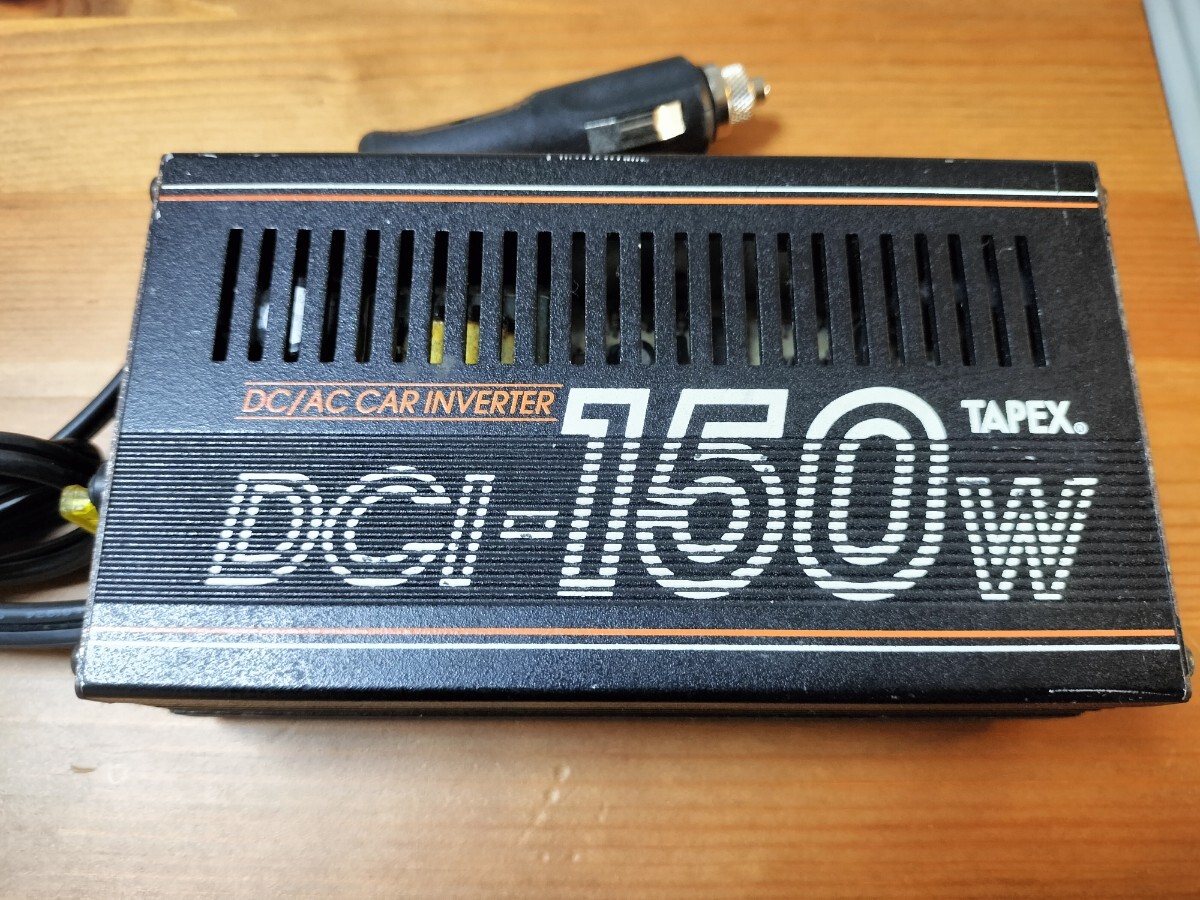 DC/AC CAR INVERTER
TAPEX®
DCI-150W